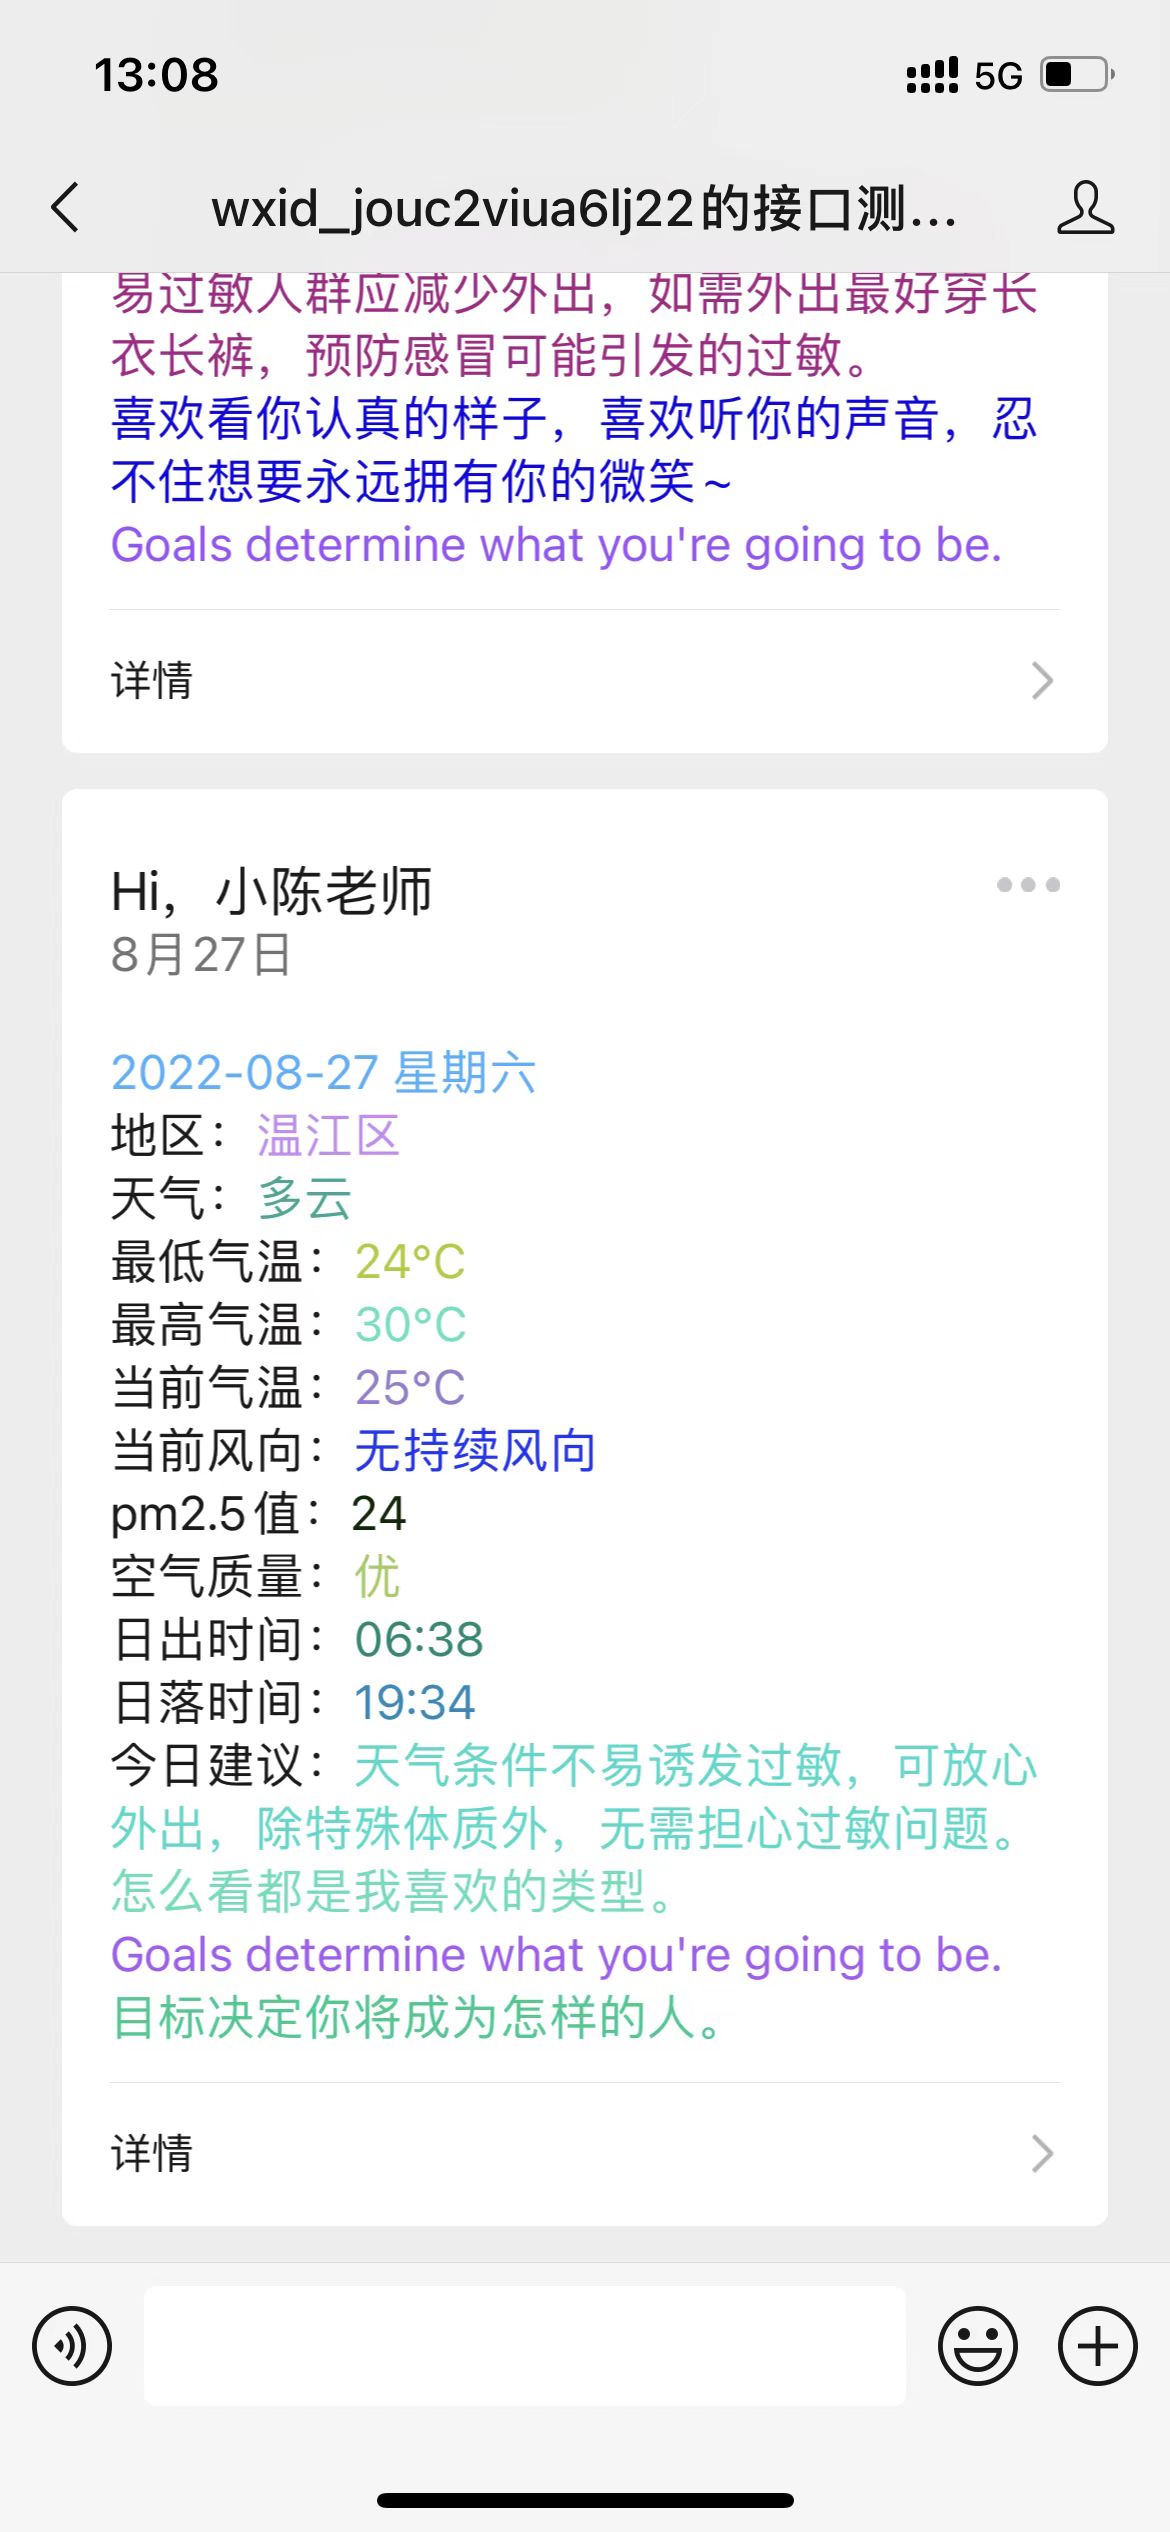 13:08
5G
wxid_jouc2viua6lj22的接口测...
易过敏人群应减少外出，如需外出最好穿长
衣长裤，预防感冒可能引发的过敏。
喜欢看你认真的样子，喜欢听你的声音，忍
不住想要永远拥有你的微笑~
Goals determine what you're going to be.
详情
Hi，小陈老师
8月27日
2022-08-27 星期六
地区：温江区
天气：多云
最低气温：24°C
最高气温：30°C
当前气温：25°C
当前风向：无持续风向
pm2.5值：24
空气质量：优
日出时间：06:38
日落时间：19:34
今日建议：天气条件不易诱发过敏，可放心
外出，除特殊体质外，无需担心过敏问题。
怎么看都是我喜欢的类型。
Goals determine what you're going to be.
目标决定你将成为怎样的人。
详情